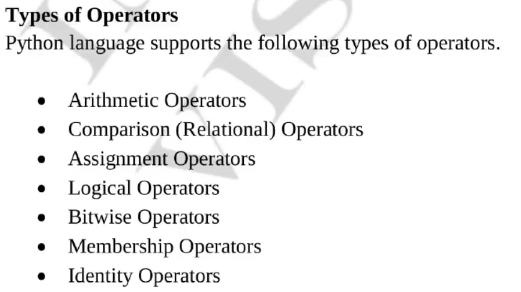 Types of Operators
Python language supports the following types of operators.
• Arithmetic Operators
• Comparison (Relational) Operators
• Assignment Operators
• Logical Operators
• Bitwise Operators
• Membership Operators
• Identity Operators